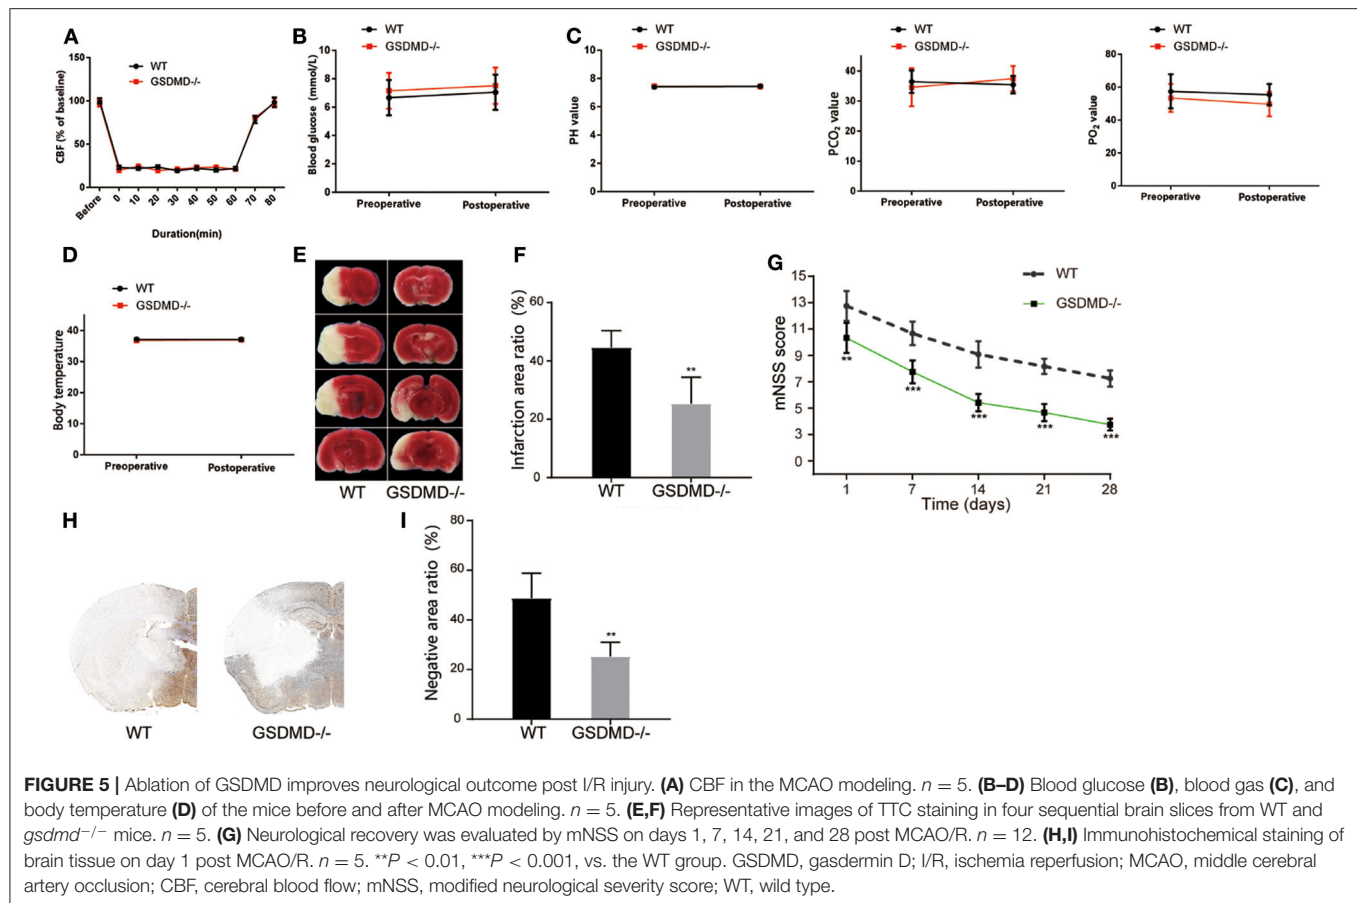 A
WT
GSDMD-/-
150
100
50
0
CBF (% of baseline)
Before 0 10 20 30 40 50 60 70 80
Duration(min)
B
WT
GSDMD-/-
10
8
6
4
2
0
Blood glucose (mmol/L)
Preoperative Postoperative
C
WT
GSDMD-/-
10
8
6
4
2
0
PH value
Preoperative Postoperative
WT
GSDMD-/-
40
30
20
10
0
PCO2 value
Preoperative Postoperative
WT
GSDMD-/-
80
60
40
20
0
PO2 value
Preoperative Postoperative
D
WT
GSDMD-/-
40
30
20
10
0
Body temperature
Preoperative Postoperative
E
WT GSDMD-/-
F
60
40
20
0
Infarction area ratio (%)
**
WT GSDMD-/-
G
WT
GSDMD-/-
15
13
11
9
7
5
3
0
mNSS score
**
***
***
***
***
1 7 14 21 28
Time (days)
H
WT GSDMD-/-
I
80
60
40
20
0
Negative area ratio (%)
**
WT GSDMD-/-
FIGURE 5 | Ablation of GSDMD improves neurological outcome post I/R injury. (A) CBF in the MCAO modeling. n = 5. (B–D) Blood glucose (B), blood gas (C), and
body temperature (D) of the mice before and after MCAO modeling. n = 5. (E,F) Representative images of TTC staining in four sequential brain slices from WT and
gsdmd−/− mice. n = 5. (G) Neurological recovery was evaluated by mNSS on days 1, 7, 14, 21, and 28 post MCAO/R. n = 12. (H,I) Immunohistochemical staining of
brain tissue on day 1 post MCAO/R. n = 5. **P < 0.01, ***P < 0.001, vs. the WT group. GSDMD, gasdermin D; I/R, ischemia reperfusion; MCAO, middle cerebral
artery occlusion; CBF, cerebral blood flow; mNSS, modified neurological severity score; WT, wild type.